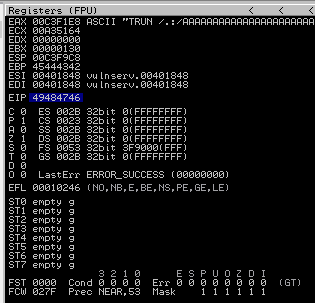 Registers (FPU) < < <
EAX 00C3F1E8 ASCII "TRUN /.:/AAAAAAAAAAAAAAAAAAAAAAA
ECX 00A35164
EDX 00000000
EBX 00000130
ESP 00C3F9C8
EBP 45444342
ESI 00401848 vulnserv.00401848
EDI 00401848 vulnserv.00401848
EIP 49484746
C 0 ES 002B 32bit 0(FFFFFFFF)
P 1 CS 0023 32bit 0(FFFFFFFF)
A 0 SS 002B 32bit 0(FFFFFFFF)
Z 1 DS 002B 32bit 0(FFFFFFFF)
S 0 FS 0053 32bit 3F9000(FFF)
T 0 GS 002B 32bit 0(FFFFFFFF)
D 0
O 0 LastErr ERROR_SUCCESS (00000000)
EFL 00010246 (NO,NB,E,BE,NS,PE,GE,LE)
ST0 empty g
ST1 empty g
ST2 empty g
ST3 empty g
ST4 empty g
ST5 empty g
ST6 empty g
ST7 empty g
3 2 1 0 E S P U O Z D I
FST 0000 Cond 0 0 0 0 Err 0 0 0 0 0 0 0 0 (GT)
FCW 027F Prec NEAR,53 Mask 1 1 1 1 1 1